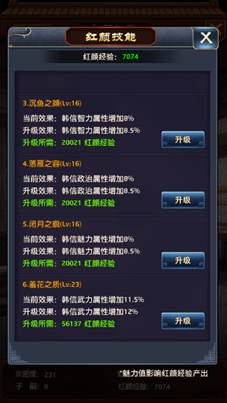 红颜技能
红颜经验: 7074
3.沉鱼之颜(Lv:16)
当前效果: 韩信智力属性增加8%
升级效果: 韩信智力属性增加8.5%
升级所需: 20021 红颜经验
升级
4.落雁之容(Lv:16)
当前效果: 韩信政治属性增加8%
升级效果: 韩信政治属性增加8.5%
升级所需: 20021 红颜经验
升级
5.闭月之貌(Lv:16)
当前效果: 韩信魅力属性增加8%
升级效果: 韩信魅力属性增加8.5%
升级所需: 20021 红颜经验
升级
6.羞花之质(Lv:23)
当前效果: 韩信武力属性增加11.5%
升级效果: 韩信武力属性增加12%
升级所需: 56137 红颜经验
升级
亲密度: 231
*魅力值影响红颜经验产出
子嗣: 8
红颜经验: 7074